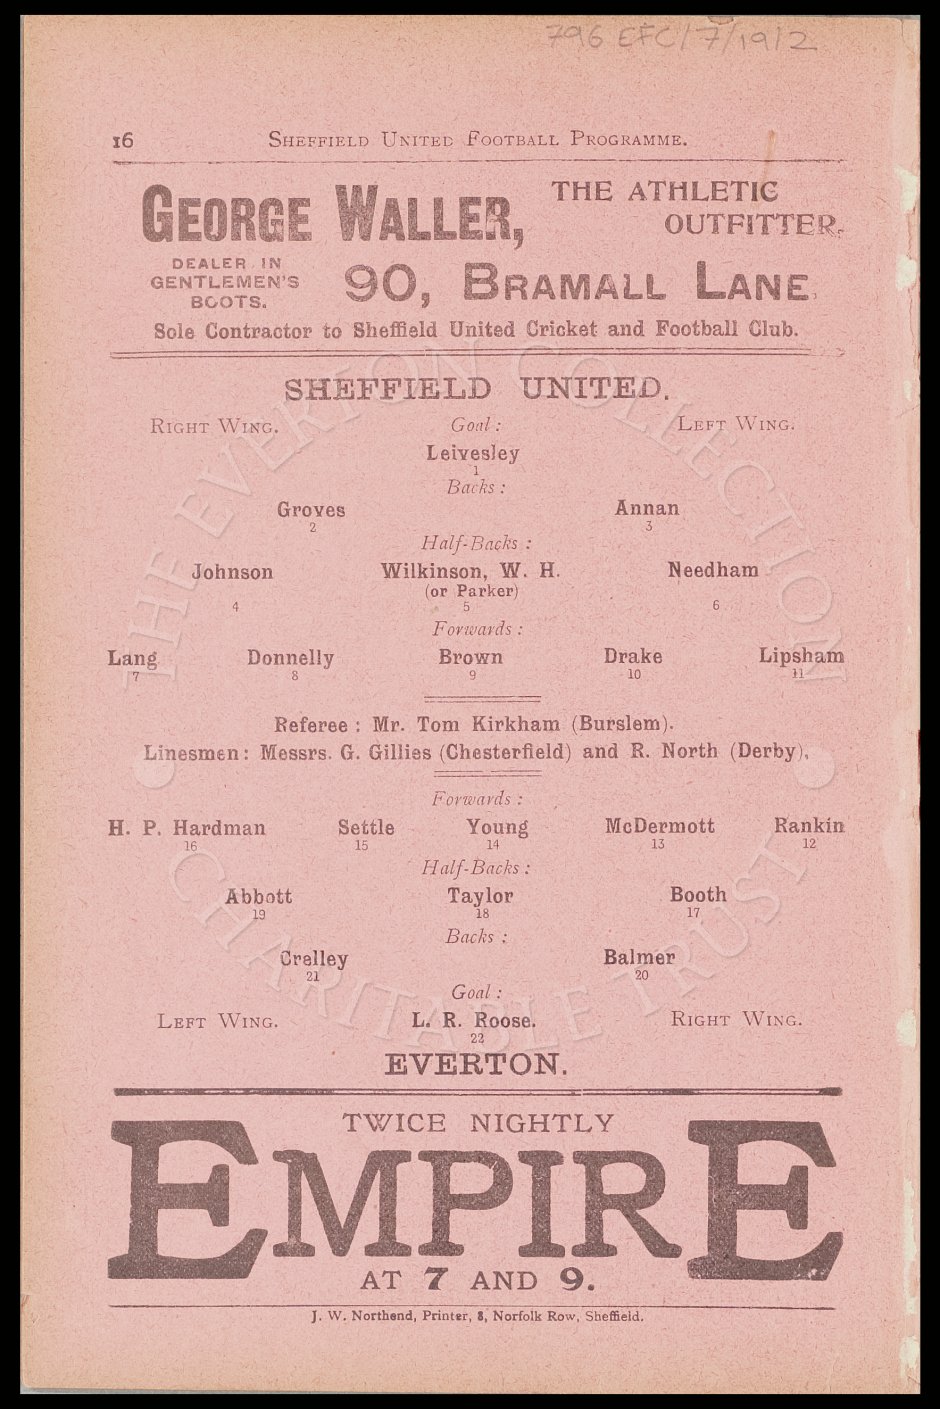 796 EFC/7/1912
16 SHEFFIELD UNITED FOOTBALL PROGRAMME.
GEORGE WALLER, THE ATHLETIC OUTFITTER.
DEALER IN GENTLEMEN'S BOOTS. 90, BRAMALL LANE.
Sole Contractor to Sheffield United Cricket and Football Club.
SHEFFIELD UNITED.
RIGHT WING. Goal: LEFT WING.
Leivesley
1
Backs:
Groves Annan
2 3
Half-Backs:
Johnson Wilkinson, W. H. Needham
(or Parker)
4 5 6
Forwards:
Lang Donnelly Brown Drake Lipsham
7 8 9 10 11
Referee: Mr. Tom Kirkham (Burslem).
Linesmen: Messrs. G. Gillies (Chesterfield) and R. North (Derby).
Forwards:
H. P. Hardman Settle Young McDermott Rankin
16 15 14 13 12
Half-Backs:
Abbott Taylor Booth
19 18 17
Backs:
Crelley Balmer
21 20
Goal:
LEFT WING. L. R. Roose. RIGHT WING.
22
EVERTON.
TWICE NIGHTLY
EMPIRE
AT 7 AND 9.
J. W. Northend, Printer, 8, Norfolk Row, Sheffield.
THE EVERTON COLLECTION
CHARITABLE TRUST